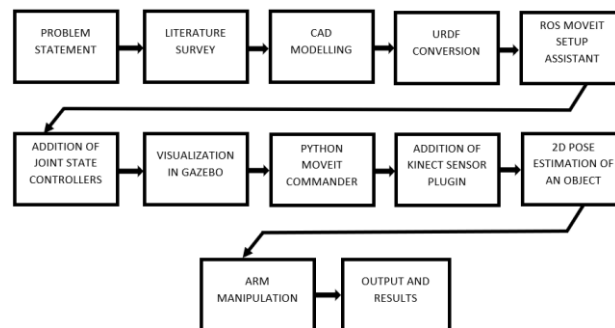 PROBLEM
STATEMENT
LITERATURE
SURVEY
CAD
MODELLING
URDF
CONVERSION
ROS MOVEIT
SETUP
ASSISTANT
ADDITION OF
JOINT STATE
CONTROLLERS
VISUALIZATION
IN GAZEBO
PYTHON
MOVEIT
COMMANDER
ADDITION OF
KINECT SENSOR
PLUGIN
2D POSE
ESTIMATION OF
AN OBJECT
ARM
MANIPULATION
OUTPUT AND
RESULTS